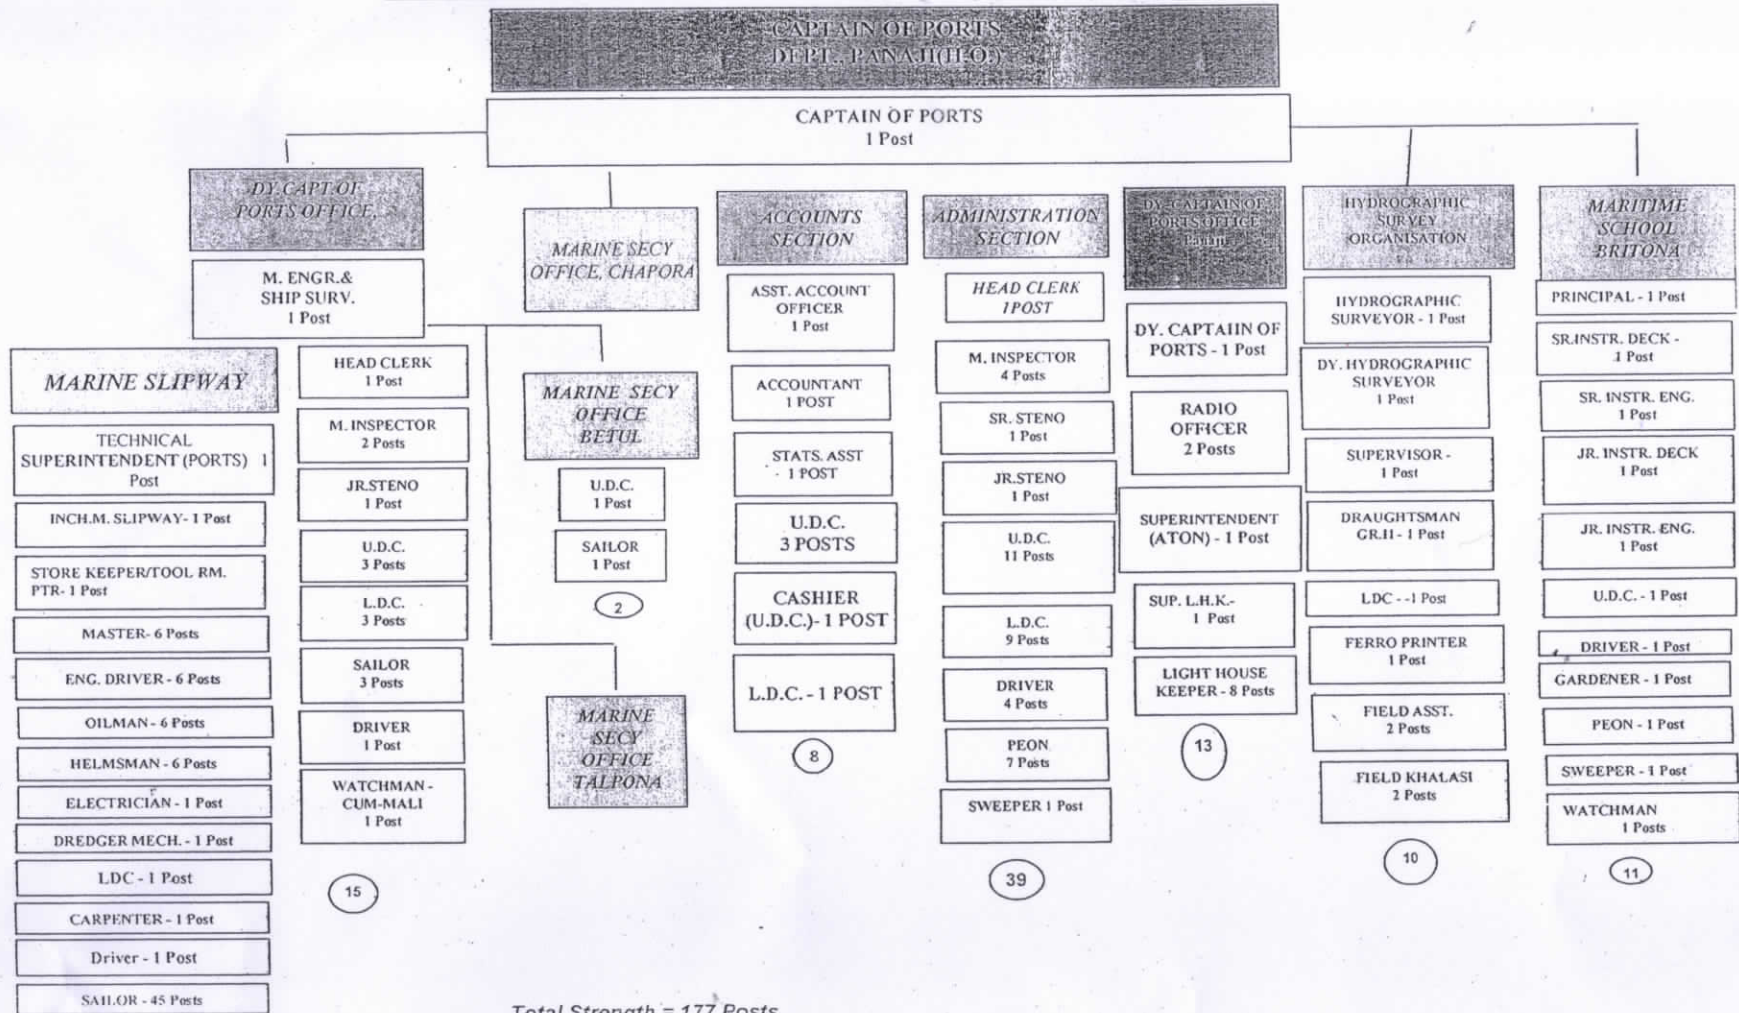 CAPTAIN OF PORTS
DEPT., PANAJI(H.O.)
CAPTAIN OF PORTS
1 Post
DY.CAPT.OF
PORTS OFFICE,
M. ENGR.&
SHIP SURV.
1 Post
MARINE SLIPWAY
TECHNICAL
SUPERINTENDENT (PORTS) 1
Post
INCH.M. SLIPWAY- 1 Post
STORE KEEPER/TOOL RM.
PTR- 1 Post
MASTER- 6 Posts
ENG. DRIVER - 6 Posts
OILMAN - 6 Posts
HELMSMAN - 6 Posts
ELECTRICIAN - 1 Post
DREDGER MECH. - 1 Post
LDC - 1 Post
CARPENTER - 1 Post
Driver - 1 Post
SAILOR - 45 Posts
HEAD CLERK
1 Post
M. INSPECTOR
2 Posts
JR.STENO
1 Post
U.D.C.
3 Posts
L.D.C.
3 Posts
SAILOR
3 Posts
DRIVER
1 Post
WATCHMAN -
CUM-MALI
1 Post
15
MARINE SECY
OFFICE, CHAPORA
MARINE SECY
OFFICE
BETUL
U.D.C.
1 Post
SAILOR
1 Post
2
MARINE
SECY
OFFICE
TALPONA
ACCOUNTS
SECTION
ASST. ACCOUNT
OFFICER
1 Post
ACCOUNTANT
1 POST
STATS. ASST
- 1 POST
U.D.C.
3 POSTS
CASHIER
(U.D.C.)- 1 POST
L.D.C. - 1 POST
8
ADMINISTRATION
SECTION
HEAD CLERK
1POST
M. INSPECTOR
4 Posts
SR. STENO
1 Post
JR.STENO
1 Post
U.D.C.
11 Posts
L.D.C.
9 Posts
DRIVER
4 Posts
PEON
7 Posts
SWEEPER 1 Post
39
DY. CAPTAIN OF
PORTS OFFICE
Panaji
DY. CAPTAIIN OF
PORTS - 1 Post
RADIO
OFFICER
2 Posts
SUPERINTENDENT
(ATON) - 1 Post
SUP. L.H.K.-
1 Post
LIGHT HOUSE
KEEPER - 8 Posts
13
HYDROGRAPHIC
SURVEY
ORGANISATION
HYDROGRAPHIC
SURVEYOR - 1 Post
DY. HYDROGRAPHIC
SURVEYOR
1 Post
SUPERVISOR -
1 Post
DRAUGHTSMAN
GR.II - 1 Post
LDC - -1 Post
FERRO PRINTER
1 Post
FIELD ASST.
2 Posts
FIELD KHALASI
2 Posts
10
MARITIME
SCHOOL
BRITONA
PRINCIPAL - 1 Post
SR.INSTR. DECK -
1 Post
SR. INSTR. ENG.
1 Post
JR. INSTR. DECK
1 Post
JR. INSTR. ENG.
1 Post
U.D.C. - 1 Post
DRIVER - 1 Post
GARDENER - 1 Post
PEON - 1 Post
SWEEPER - 1 Post
WATCHMAN
1 Posts
11
Total Strength = 177 Posts